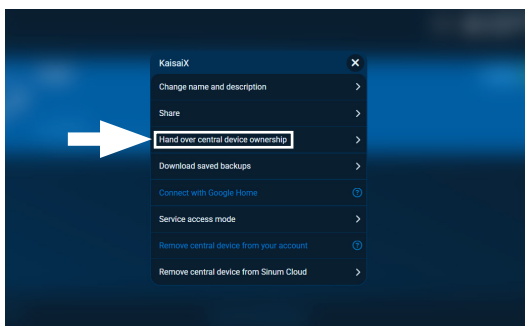 KaisaiX
Change name and description
Share
Hand over central device ownership
Download saved backups
Connect with Google Home
Service access mode
Remove central device from your account
Remove central device from Sinum Cloud